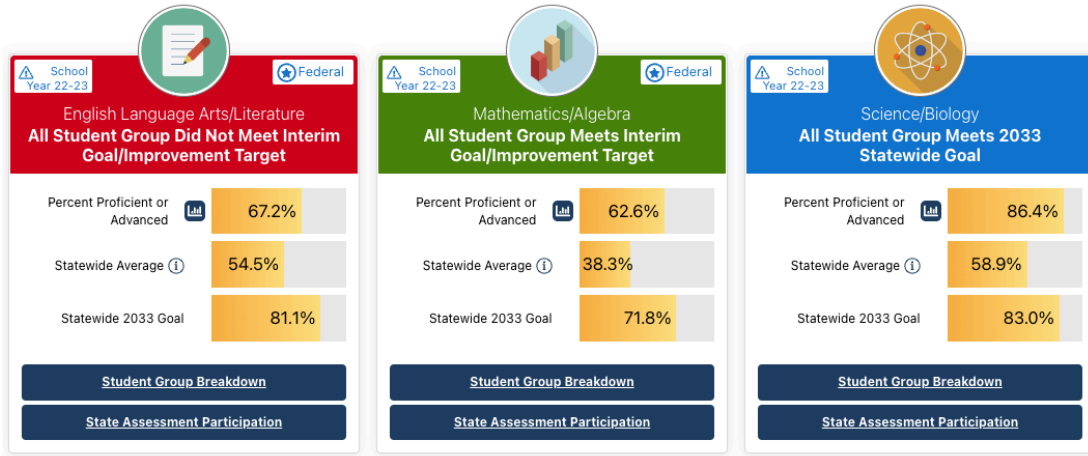 School
Year 22-23
Federal
English Language Arts/Literature
All Student Group Did Not Meet Interim
Goal/Improvement Target
Percent Proficient or
Advanced
67.2%
Statewide Average
54.5%
Statewide 2033 Goal
81.1%
Student Group Breakdown
State Assessment Participation
School
Year 22-23
Federal
Mathematics/Algebra
All Student Group Meets Interim
Goal/Improvement Target
Percent Proficient or
Advanced
62.6%
Statewide Average
38.3%
Statewide 2033 Goal
71.8%
Student Group Breakdown
State Assessment Participation
School
Year 22-23
Science/Biology
All Student Group Meets 2033
Statewide Goal
Percent Proficient or
Advanced
86.4%
Statewide Average
58.9%
Statewide 2033 Goal
83.0%
Student Group Breakdown
State Assessment Participation